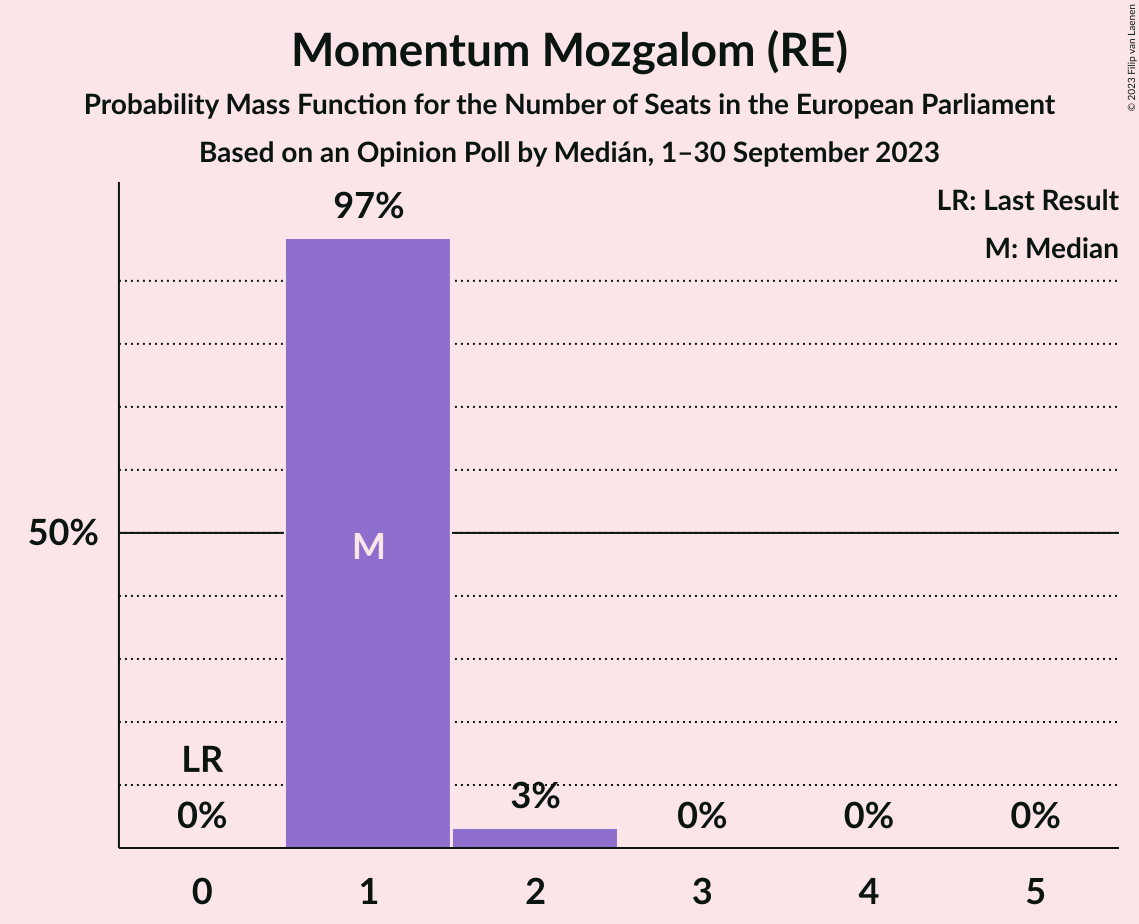 Momentum Mozgalom (RE)
Probability Mass Function for the Number of Seats in the European Parliament
Based on an Opinion Poll by Medián, 1–30 September 2023
© 2023 Filip van Laenen
LR: Last Result
M: Median
97%
50%
M
LR
0%
3%
0%
0%
0%
0
1
2
3
4
5